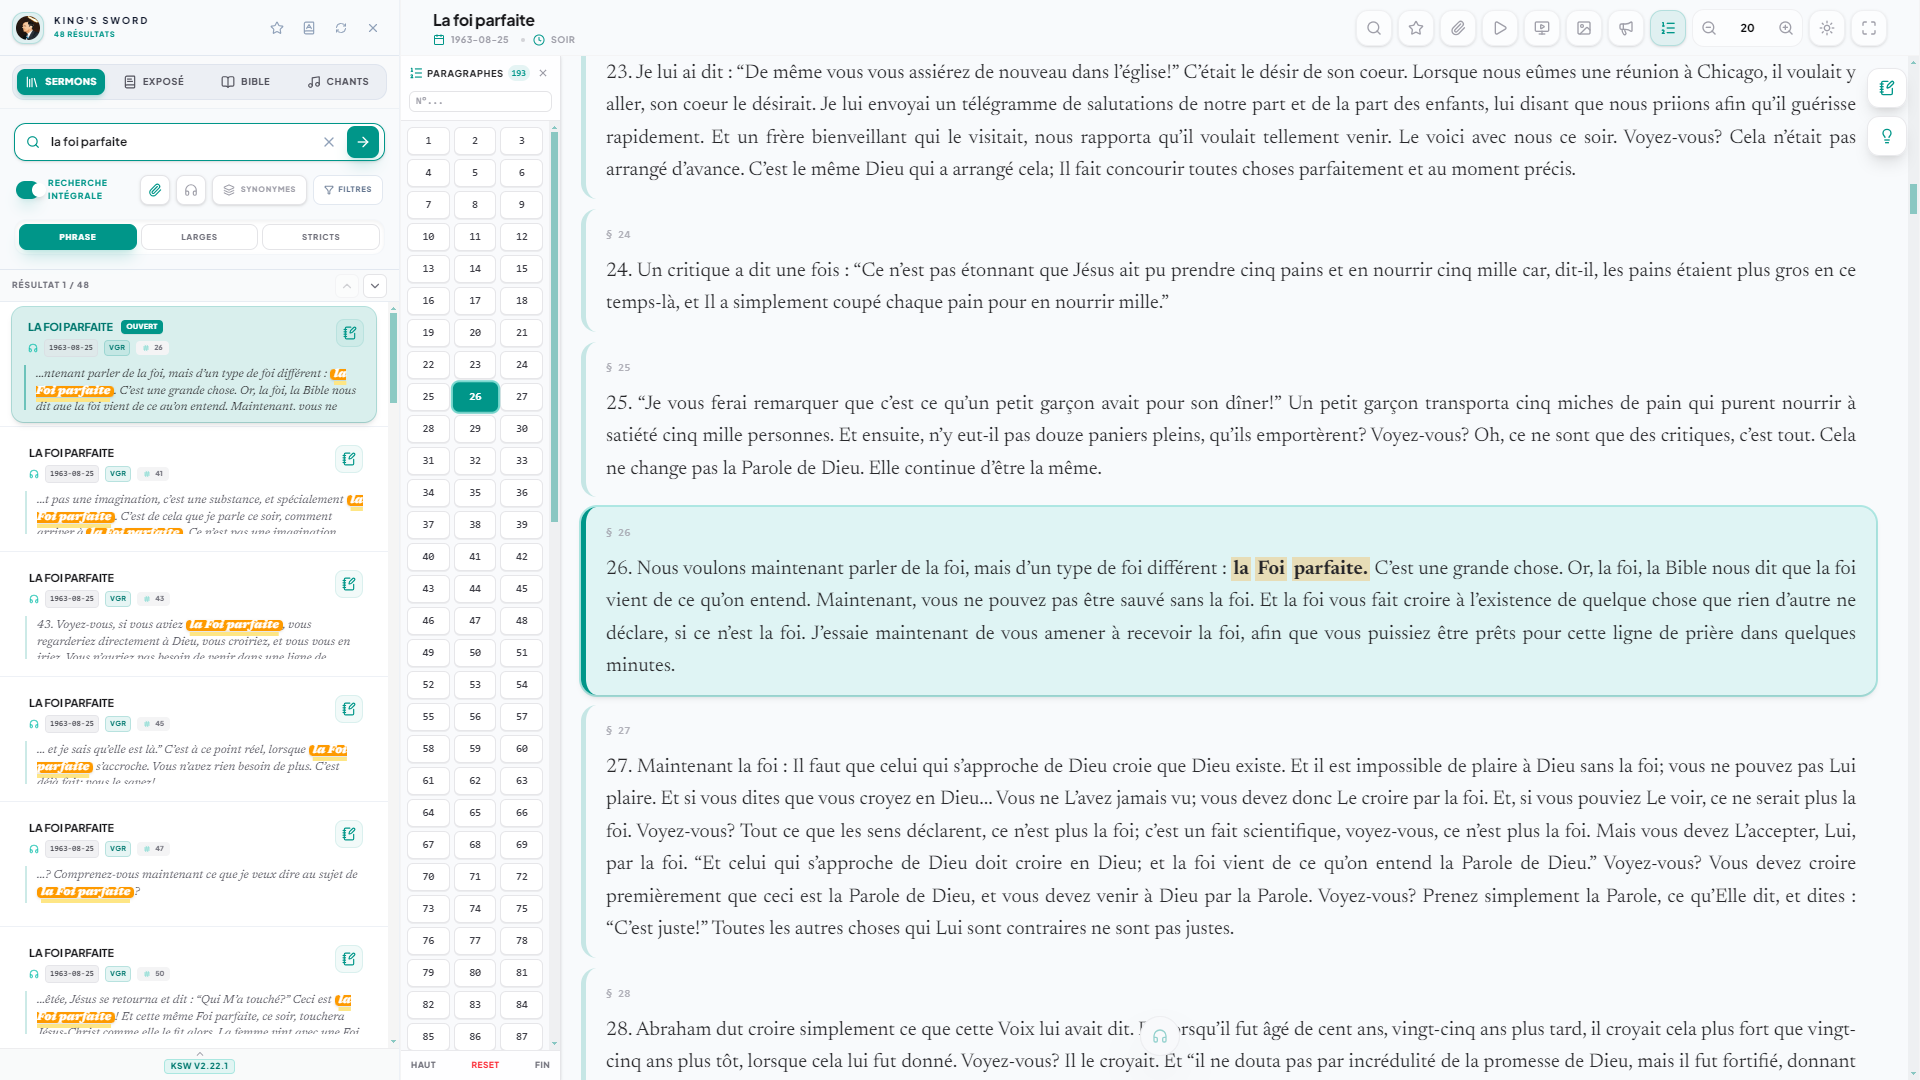 KING'S SWORD
48 RÉSULTATS
SERMONS
EXPOSÉ
BIBLE
CHANTS
la foi parfaite
RECHERCHE
INTÉGRALE
SYNONYMES
FILTRES
PHRASE
LARGES
STRICTS
RÉSULTAT 1 / 48
LA FOI PARFAITE OUVERT
1963-08-25 VGR # 26
...ntenant parler de la foi, mais d'un type de foi différent : la
Foi parfaite. C'est une grande chose. Or, la foi, la Bible nous
dit que la foi vient de ce qu'on entend. Maintenant, vous ne
LA FOI PARFAITE
1963-08-25 VGR # 41
...t pas une imagination, c'est une substance, et spécialement la
Foi parfaite. C'est de cela que je parle ce soir, comment
arriver à la Foi parfaite. Ce n'est pas une imagination
LA FOI PARFAITE
1963-08-25 VGR # 43
43. Voyez-vous, si vous aviez la Foi parfaite, vous
regarderiez directement à Dieu, vous croiriez, et vous vous en
iriez. Vous n'auriez pas besoin de venir dans une ligne de
LA FOI PARFAITE
1963-08-25 VGR # 45
... et je sais qu'elle est là." C'est à ce point réel, lorsque la Foi
parfaite s'accroche. Vous n'avez rien besoin de plus. C'est
déjà fait; vous le savez!
LA FOI PARFAITE
1963-08-25 VGR # 47
...? Comprenez-vous maintenant ce que je veux dire au sujet de
la Foi parfaite?
LA FOI PARFAITE
1963-08-25 VGR # 50
...êtée, Jésus se retourna et dit : "Qui M'a touché?" Ceci est la
Foi parfaite! Et cette même Foi parfaite, ce soir, touchera
Jésus-Christ comme elle le fit alors. La femme vint avec une Foi
KSW V2.22.1
PARAGRAPHES 193
N°...
1 2 3
4 5 6
7 8 9
10 11 12
13 14 15
16 17 18
19 20 21
22 23 24
25 26 27
28 29 30
31 32 33
34 35 36
37 38 39
40 41 42
43 44 45
46 47 48
49 50 51
52 53 54
55 56 57
58 59 60
61 62 63
64 65 66
67 68 69
70 71 72
73 74 75
76 77 78
79 80 81
82 83 84
85 86 87
HAUT RESET FIN
La foi parfaite
1963-08-25 • SOIR
20
23. Je lui ai dit : “De même vous vous assiérez de nouveau dans l’église!” C’était le désir de son coeur. Lorsque nous eûmes une réunion à Chicago, il voulait y
aller, son coeur le désirait. Je lui envoyai un télégramme de salutations de notre part et de la part des enfants, lui disant que nous priions afin qu’il guérisse
rapidement. Et un frère bienveillant qui le visitait, nous rapporta qu’il voulait tellement venir. Le voici avec nous ce soir. Voyez-vous? Cela n’était pas
arrangé d’avance. C’est le même Dieu qui a arrangé cela; Il fait concourir toutes choses parfaitement et au moment précis.
§ 24
24. Un critique a dit une fois : “Ce n’est pas étonnant que Jésus ait pu prendre cinq pains et en nourrir cinq mille car, dit-il, les pains étaient plus gros en ce
temps-là, et Il a simplement coupé chaque pain pour en nourrir mille.”
§ 25
25. “Je vous ferai remarquer que c’est ce qu’un petit garçon avait pour son dîner!” Un petit garçon transporta cinq miches de pain qui purent nourrir à
satiété cinq mille personnes. Et ensuite, n’y eut-il pas douze paniers pleins, qu’ils emportèrent? Voyez-vous? Oh, ce ne sont que des critiques, c’est tout. Cela
ne change pas la Parole de Dieu. Elle continue d’être la même.
§ 26
26. Nous voulons maintenant parler de la foi, mais d’un type de foi différent : la Foi parfaite. C’est une grande chose. Or, la foi, la Bible nous dit que la foi
vient de ce qu’on entend. Maintenant, vous ne pouvez pas être sauvé sans la foi. Et la foi vous fait croire à l’existence de quelque chose que rien d’autre ne
déclare, si ce n’est la foi. J’essaie maintenant de vous amener à recevoir la foi, afin que vous puissiez être prêts pour cette ligne de prière dans quelques
minutes.
§ 27
27. Maintenant la foi : Il faut que celui qui s’approche de Dieu croie que Dieu existe. Et il est impossible de plaire à Dieu sans la foi; vous ne pouvez pas Lui
plaire. Et si vous dites que vous croyez en Dieu... Vous ne L’avez jamais vu; vous devez donc Le croire par la foi. Et, si vous pouviez Le voir, ce ne serait plus la
foi. Voyez-vous? Tout ce que les sens déclarent, ce n’est plus la foi; c’est un fait scientifique, voyez-vous, ce n’est plus la foi. Mais vous devez L’accepter, Lui,
par la foi. “Et celui qui s’approche de Dieu doit croire en Dieu; et la foi vient de ce qu’on entend la Parole de Dieu.” Voyez-vous? Vous devez croire
premièrement que ceci est la Parole de Dieu, et vous devez venir à Dieu par la Parole. Voyez-vous? Prenez simplement la Parole, ce qu’Elle dit, et dites :
“C’est juste!” Toutes les autres choses qui Lui sont contraires ne sont pas justes.
§ 28
28. Abraham dut croire simplement ce que cette Voix lui avait dit. orsqu’il fut âgé de cent ans, vingt-cinq ans plus tard, il croyait cela plus fort que vingt-
cinq ans plus tôt, lorsque cela lui fut donné. Voyez-vous? Il le croyait. Et “il ne douta pas par incrédulité de la promesse de Dieu, mais il fut fortifié, donnant